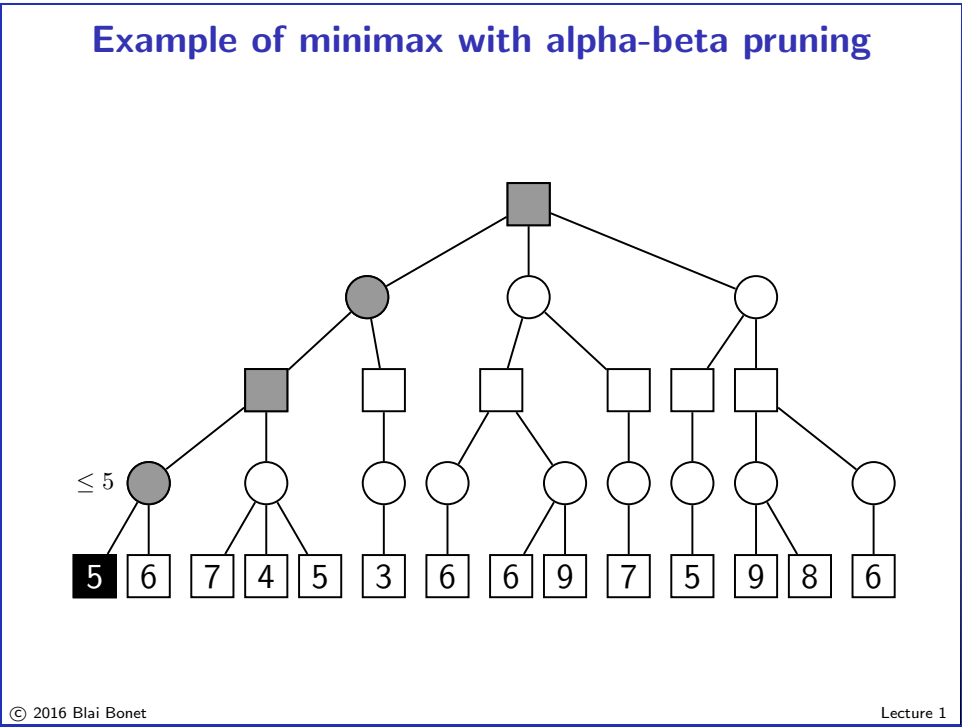 Example of minimax with alpha-beta pruning
≤ 5
5 6 7 4 5 3 6 6 9 7 5 9 8 6
© 2016 Blai Bonet Lecture 1